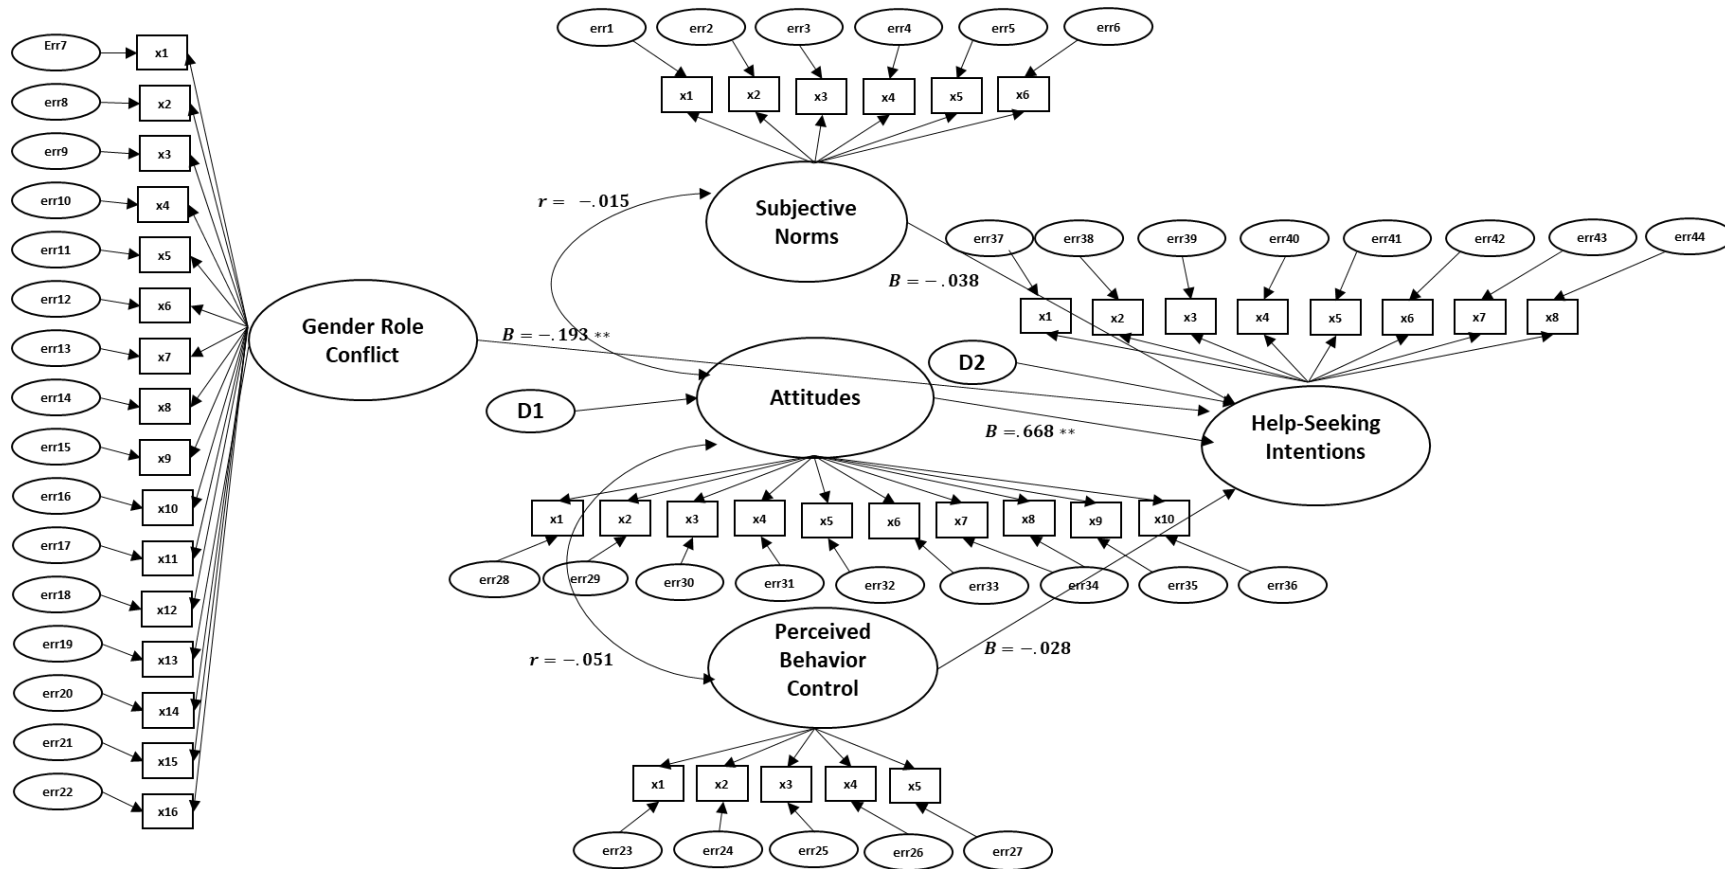 err1
err2
err3
err4
err5
err6
x1
x2
x3
x4
x5
x6
Err7
x1
err8
x2
err9
x3
err10
x4
err11
x5
err12
x6
err13
x7
err14
x8
err15
x9
err16
x10
err17
x11
err18
x12
err19
x13
err20
x14
err21
x15
err22
x16
Gender Role
Conflict
Subjective
Norms
r = −.015
B = −.193 **
B = −.038
err37
err38
err39
err40
err41
err42
err43
err44
x1
x2
x3
x4
x5
x6
x7
x8
D2
D1
Attitudes
B =.668 **
Help-Seeking
Intentions
x1
x2
x3
x4
x5
x6
x7
x8
x9
x10
err28
err29
err30
err31
err32
err33
err34
err35
err36
r = −.051
Perceived
Behavior
Control
B = −.028
x1
x2
x3
x4
x5
err23
err24
err25
err26
err27